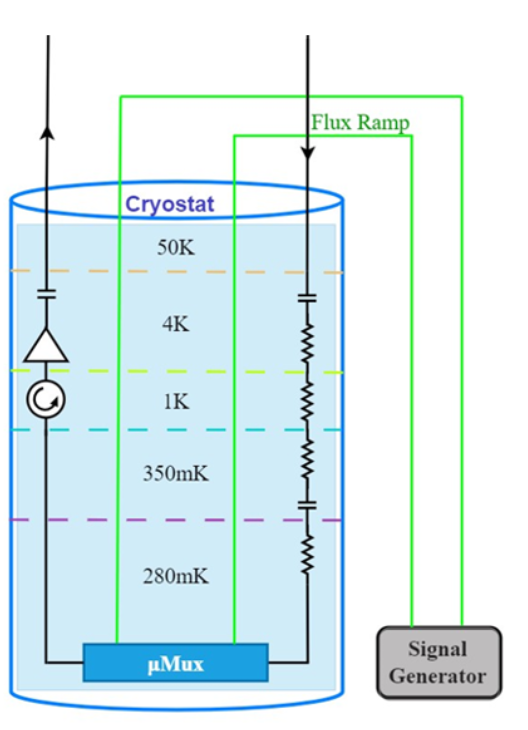 Flux Ramp
Cryostat
50K
4K
1K
350mK
280mK
µMux
Signal
Generator